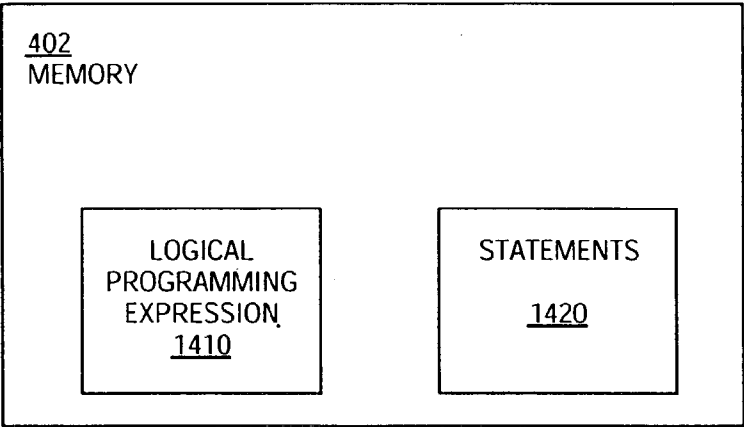 402
MEMORY
LOGICAL
PROGRAMMING
EXPRESSION
1410
STATEMENTS
1420